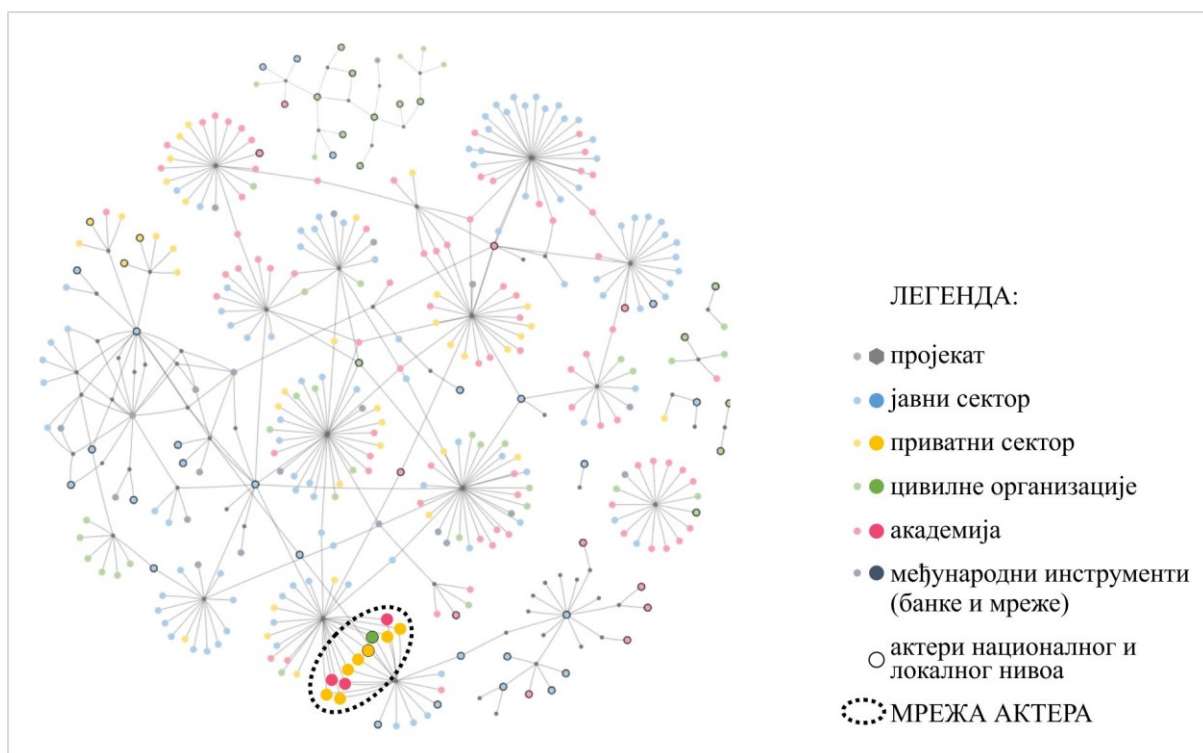 ЛЕГЕНДА:
пројекат
јавни сектор
приватни сектор
цивилне организације
академија
међународни инструменти
(банке и мреже)
актери националног и
локалног нивоа
МРЕЖА АКТЕРА